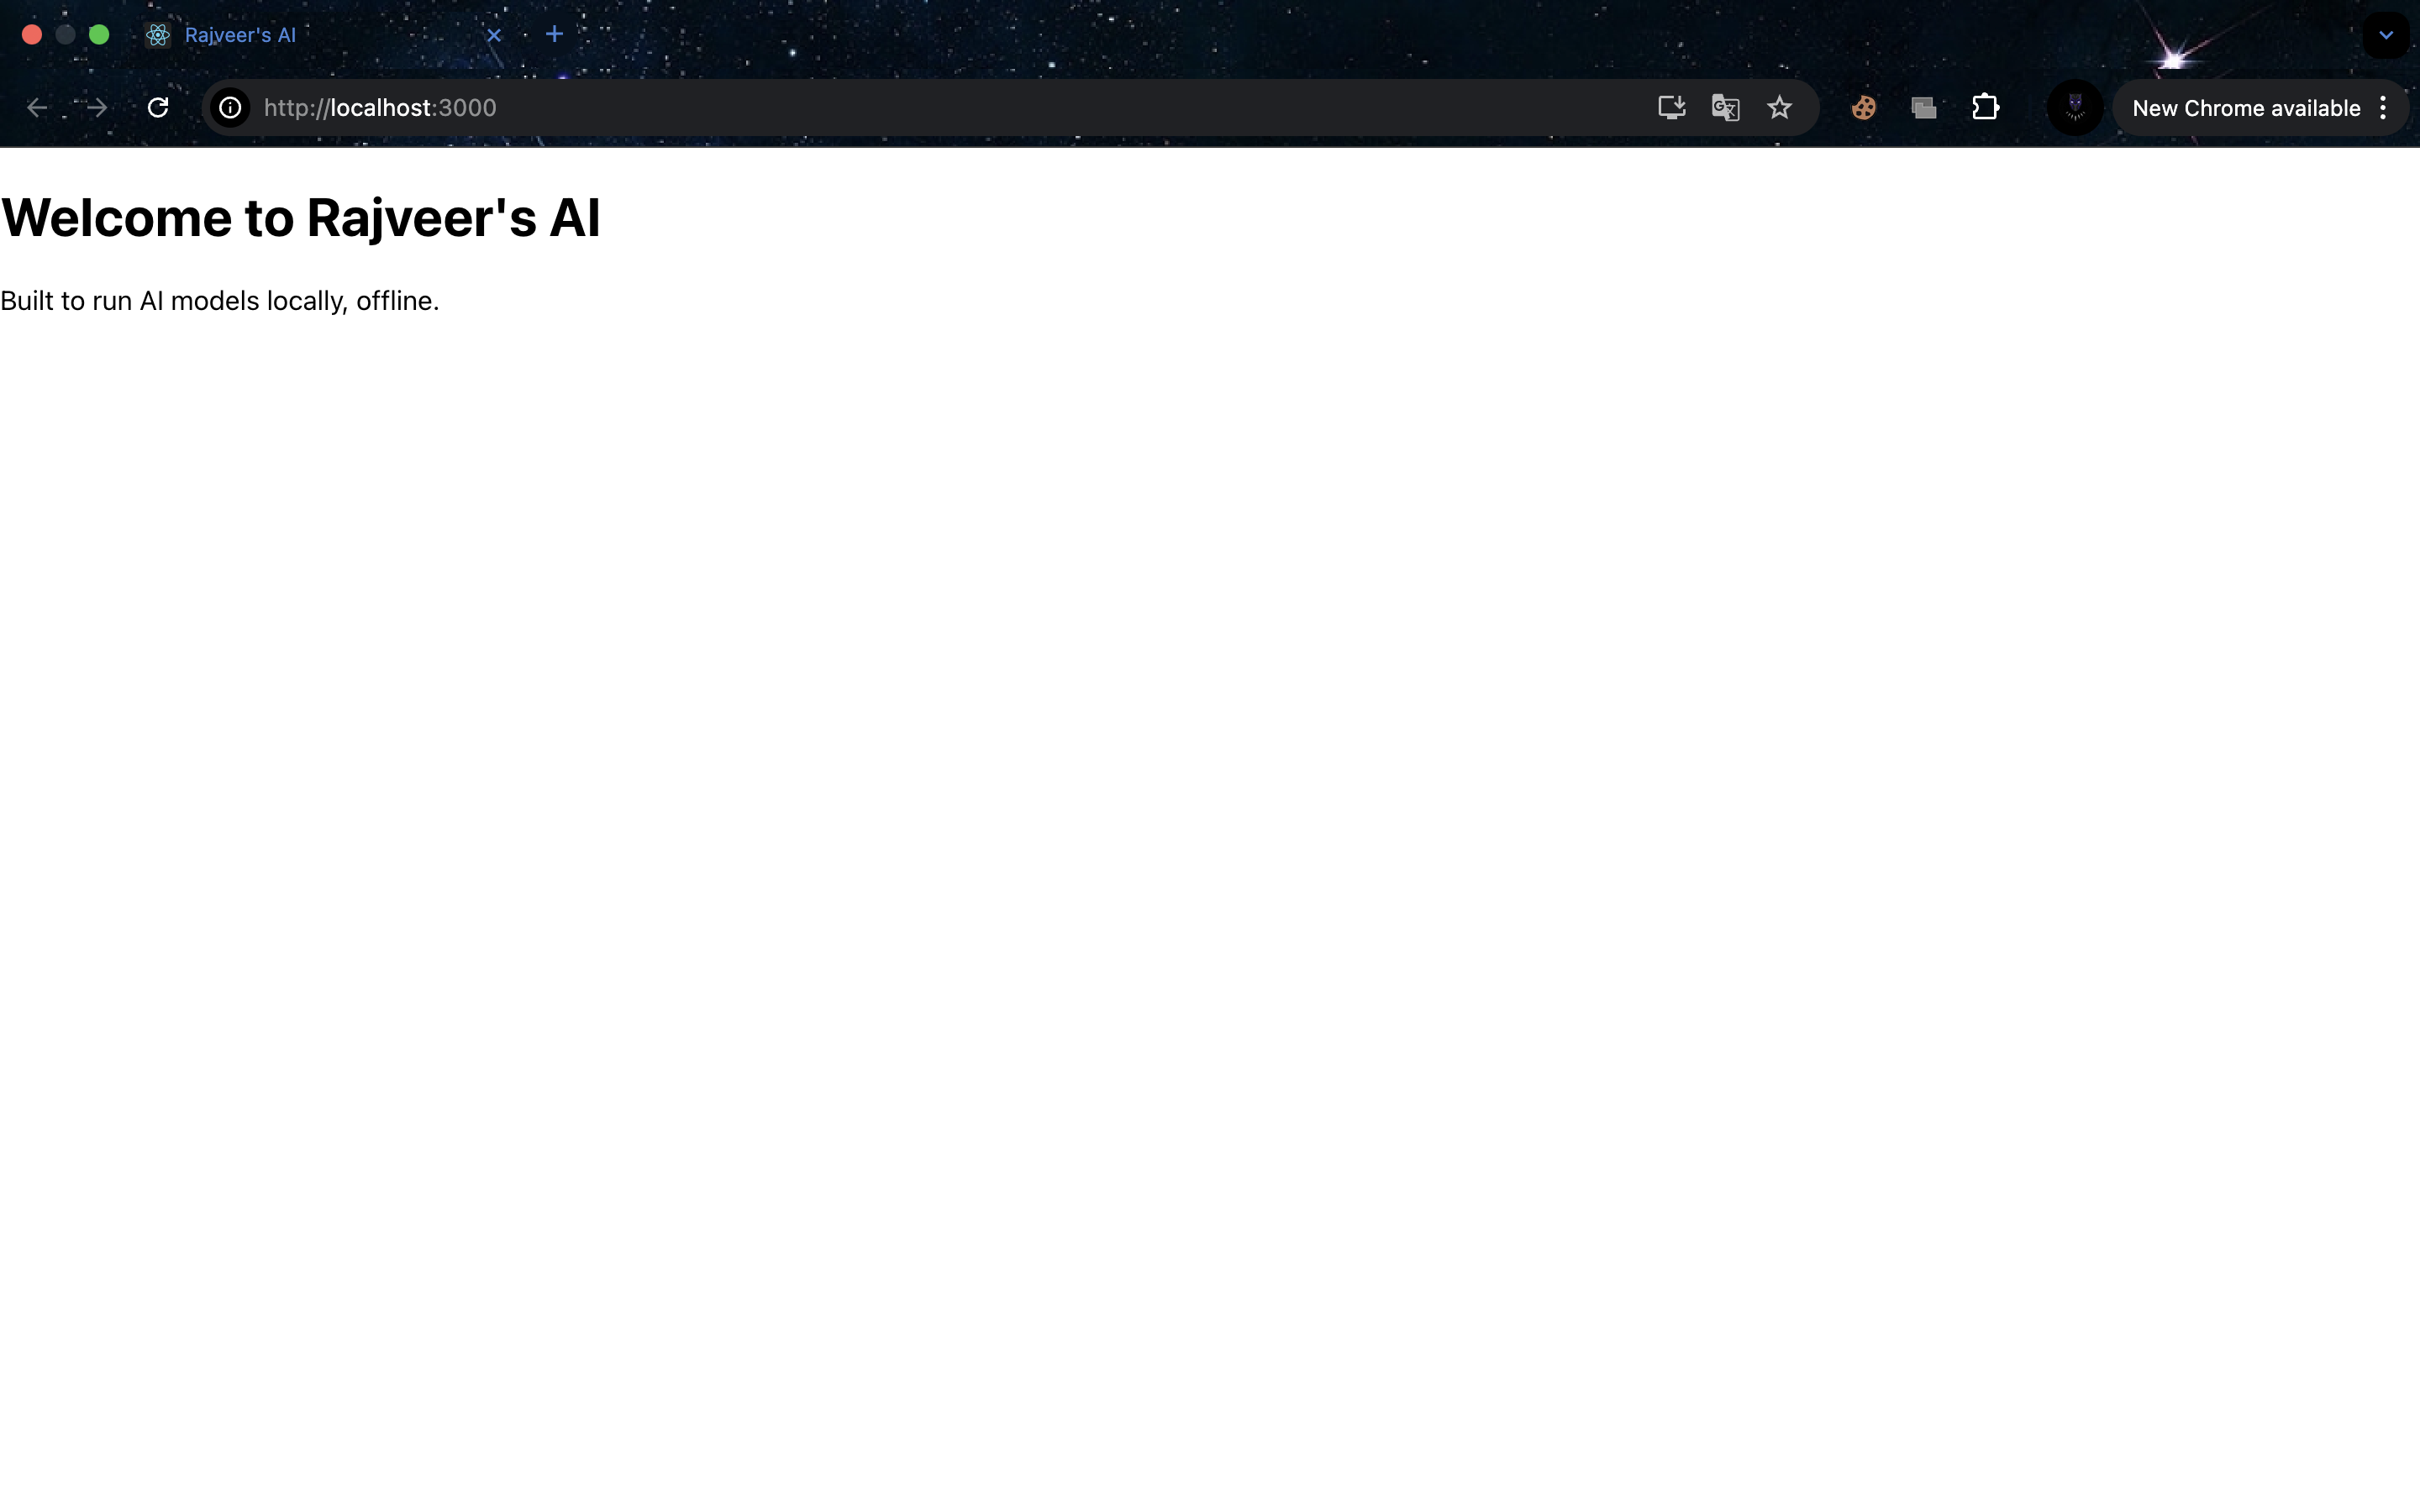 Rajveer's AI
http://localhost:3000
New Chrome available
Welcome to Rajveer's AI
Built to run AI models locally, offline.